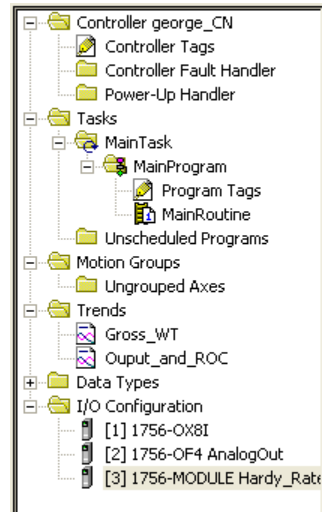 Controller george_CN
Controller Tags
Controller Fault Handler
Power-Up Handler
Tasks
MainTask
MainProgram
Program Tags
MainRoutine
Unscheduled Programs
Motion Groups
Ungrouped Axes
Trends
Gross_WT
Ouput_and_ROC
Data Types
I/O Configuration
[1] 1756-OX8I
[2] 1756-OF4 AnalogOut
[3] 1756-MODULE Hardy_Rate